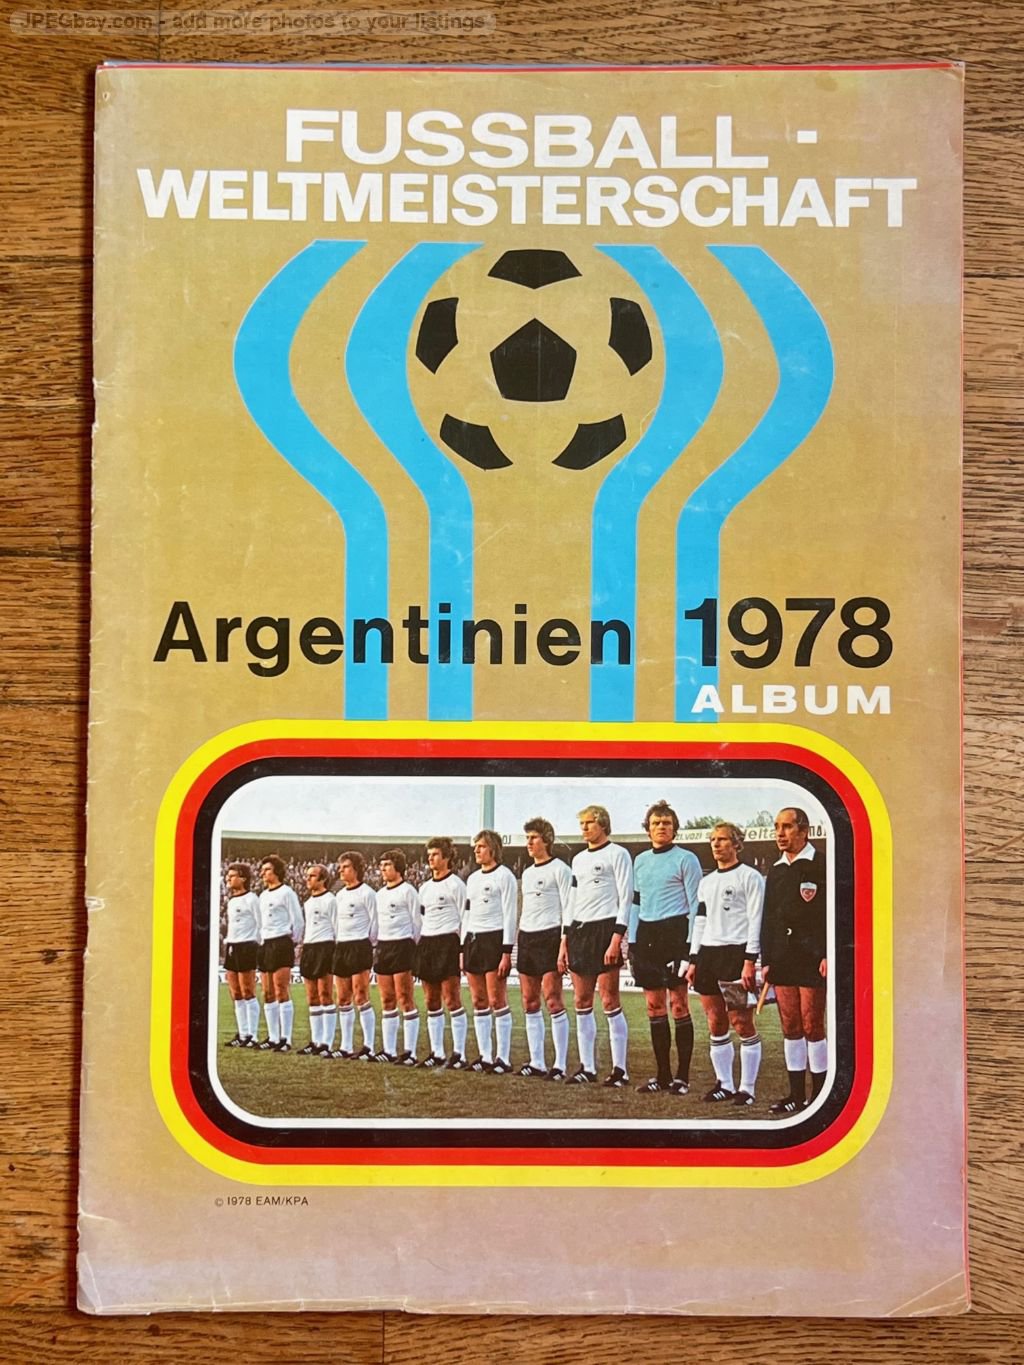 JPEGbay.com - add more photos to your listings
FUSSBALL -
WELTMEISTERSCHAFT
Argentinien 1978
ALBUM
© 1978 EAM/KPA